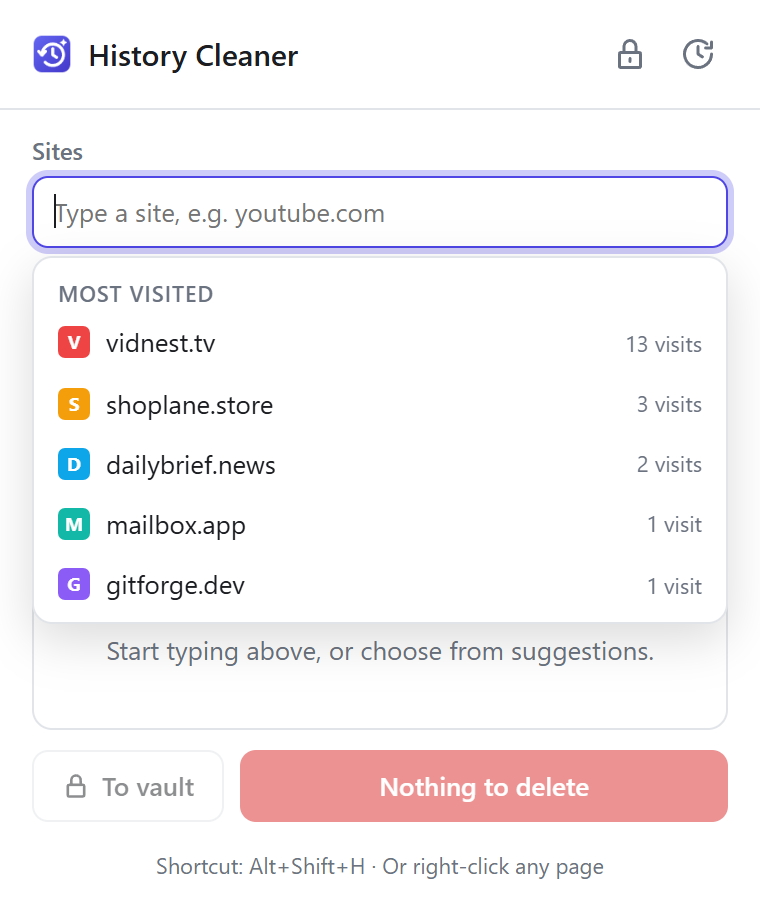 History Cleaner
Sites
Type a site, e.g. youtube.com
MOST VISITED
V vidnest.tv 13 visits
S shoplane.store 3 visits
D dailybrief.news 2 visits
M mailbox.app 1 visit
G gitforge.dev 1 visit
Start typing above, or choose from suggestions.
To vault Nothing to delete
Shortcut: Alt+Shift+H · Or right-click any page